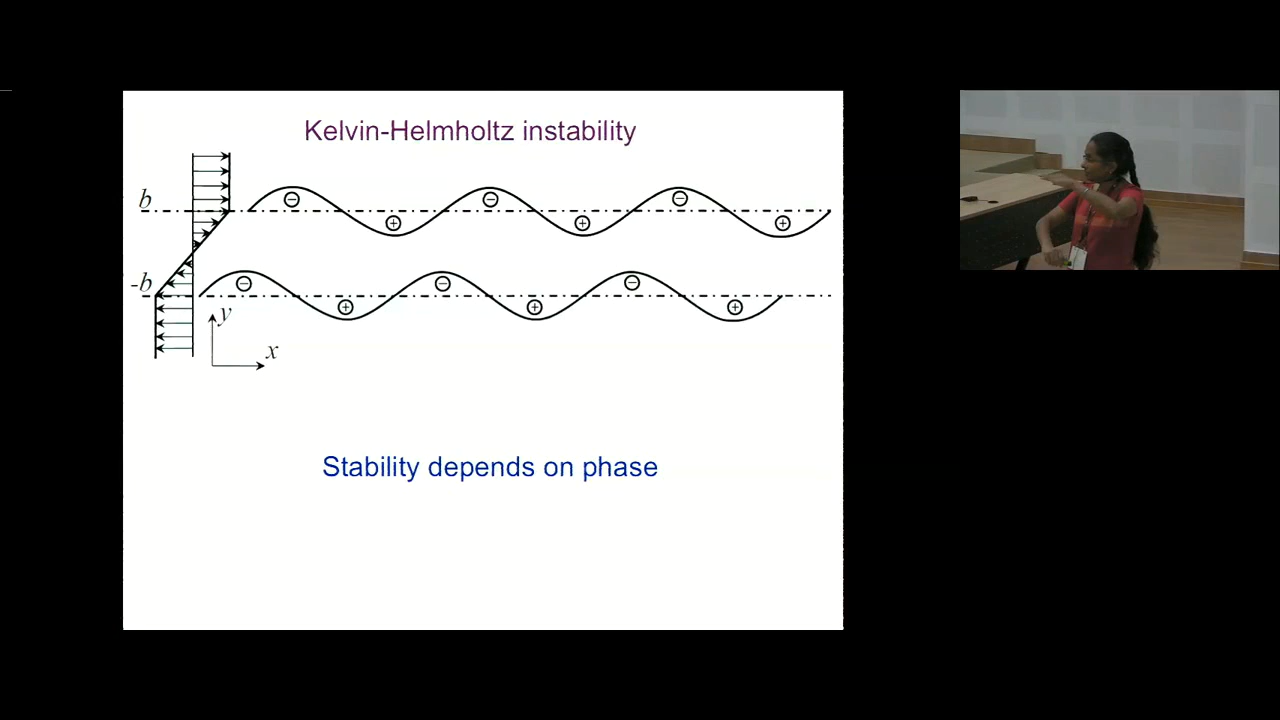 Kelvin-Helmholtz instability
b
-b
y
x
Stability depends on phase